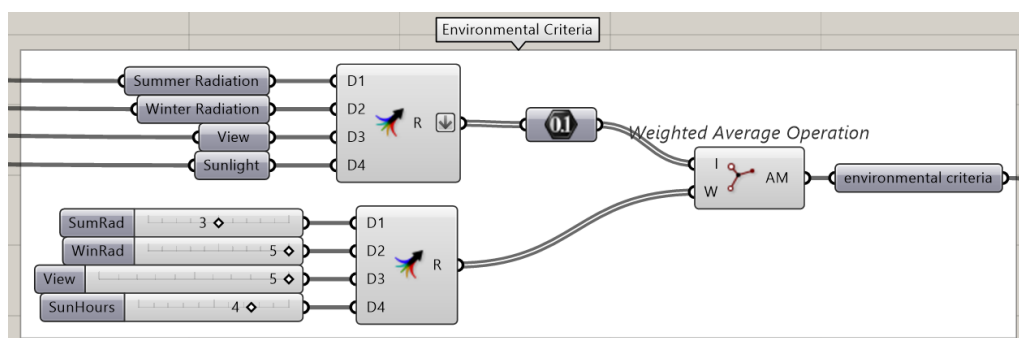 Environmental Criteria
Summer Radiation
Winter Radiation
View
Sunlight
D1
D2
D3
D4
R
0.1
Weighted Average Operation
I
W
AM
environmental criteria
SumRad 3
WinRad 5
View 5
SunHours 4
D1
D2
D3
D4
R